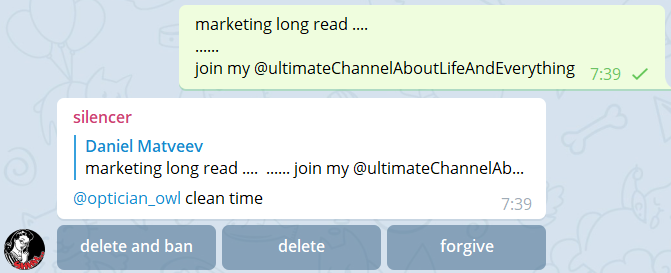 marketing long read ....
......
join my @ultimateChannelAboutLifeAndEverything
7:39
silencer
Daniel Matveev
marketing long read .... ...... join my @ultimateChannelAb...
@optician_owl clean time
7:39
delete and ban
delete
forgive